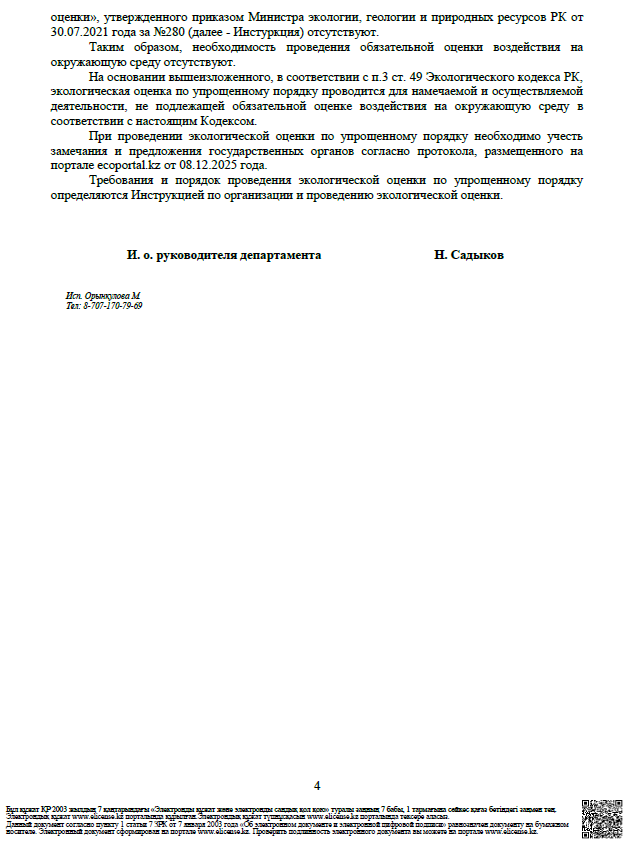 оценки», утвержденного приказом Министра экологии, геологии и природных ресурсов РК от
30.07.2021 года за №280 (далее - Инстуркция) отсутствуют.
Таким образом, необходимость проведения обязательной оценки воздействия на
окружающую среду отсутствуют.
На основании вышеизложенного, в соответствии с п.3 ст. 49 Экологического кодекса РК,
экологическая оценка по упрощенному порядку проводится для намечаемой и осуществляемой
деятельности, не подлежащей обязательной оценке воздействия на окружающую среду в
соответствии с настоящим Кодексом.
При проведении экологической оценки по упрощенному порядку необходимо учесть
замечания и предложения государственных органов согласно протокола, размещенного на
портале ecoportal.kz от 08.12.2025 года.
Требования и порядок проведения экологической оценки по упрощенному порядку
определяются Инструкцией по организации и проведению экологической оценки.
И. о. руководителя департамента Н. Садыков
Исп. Орынкулова М.
Тел: 8-707-170-79-69
4
Бұл құжат ҚР 2003 жылдың 7 қаңтарындағы «Электронды құжат және электронды сандық қол қою» туралы заңның 7 бабы, 1 тармағына сәйкес қағаз бетіндегі заңмен тең.
Электрондық құжат www.elicense.kz порталында құрылған. Электрондық құжат түпнұсқасын www.elicense.kz порталында тексере аласыз.
Данный документ согласно пункту 1 статьи 7 ЗРК от 7 января 2003 года «Об электронном документе и электронной цифровой подписи» равнозначен документу на бумажном
носителе. Электронный документ сформирован на портале www.elicense.kz. Проверить подлинность электронного документа вы можете на портале www.elicense.kz.